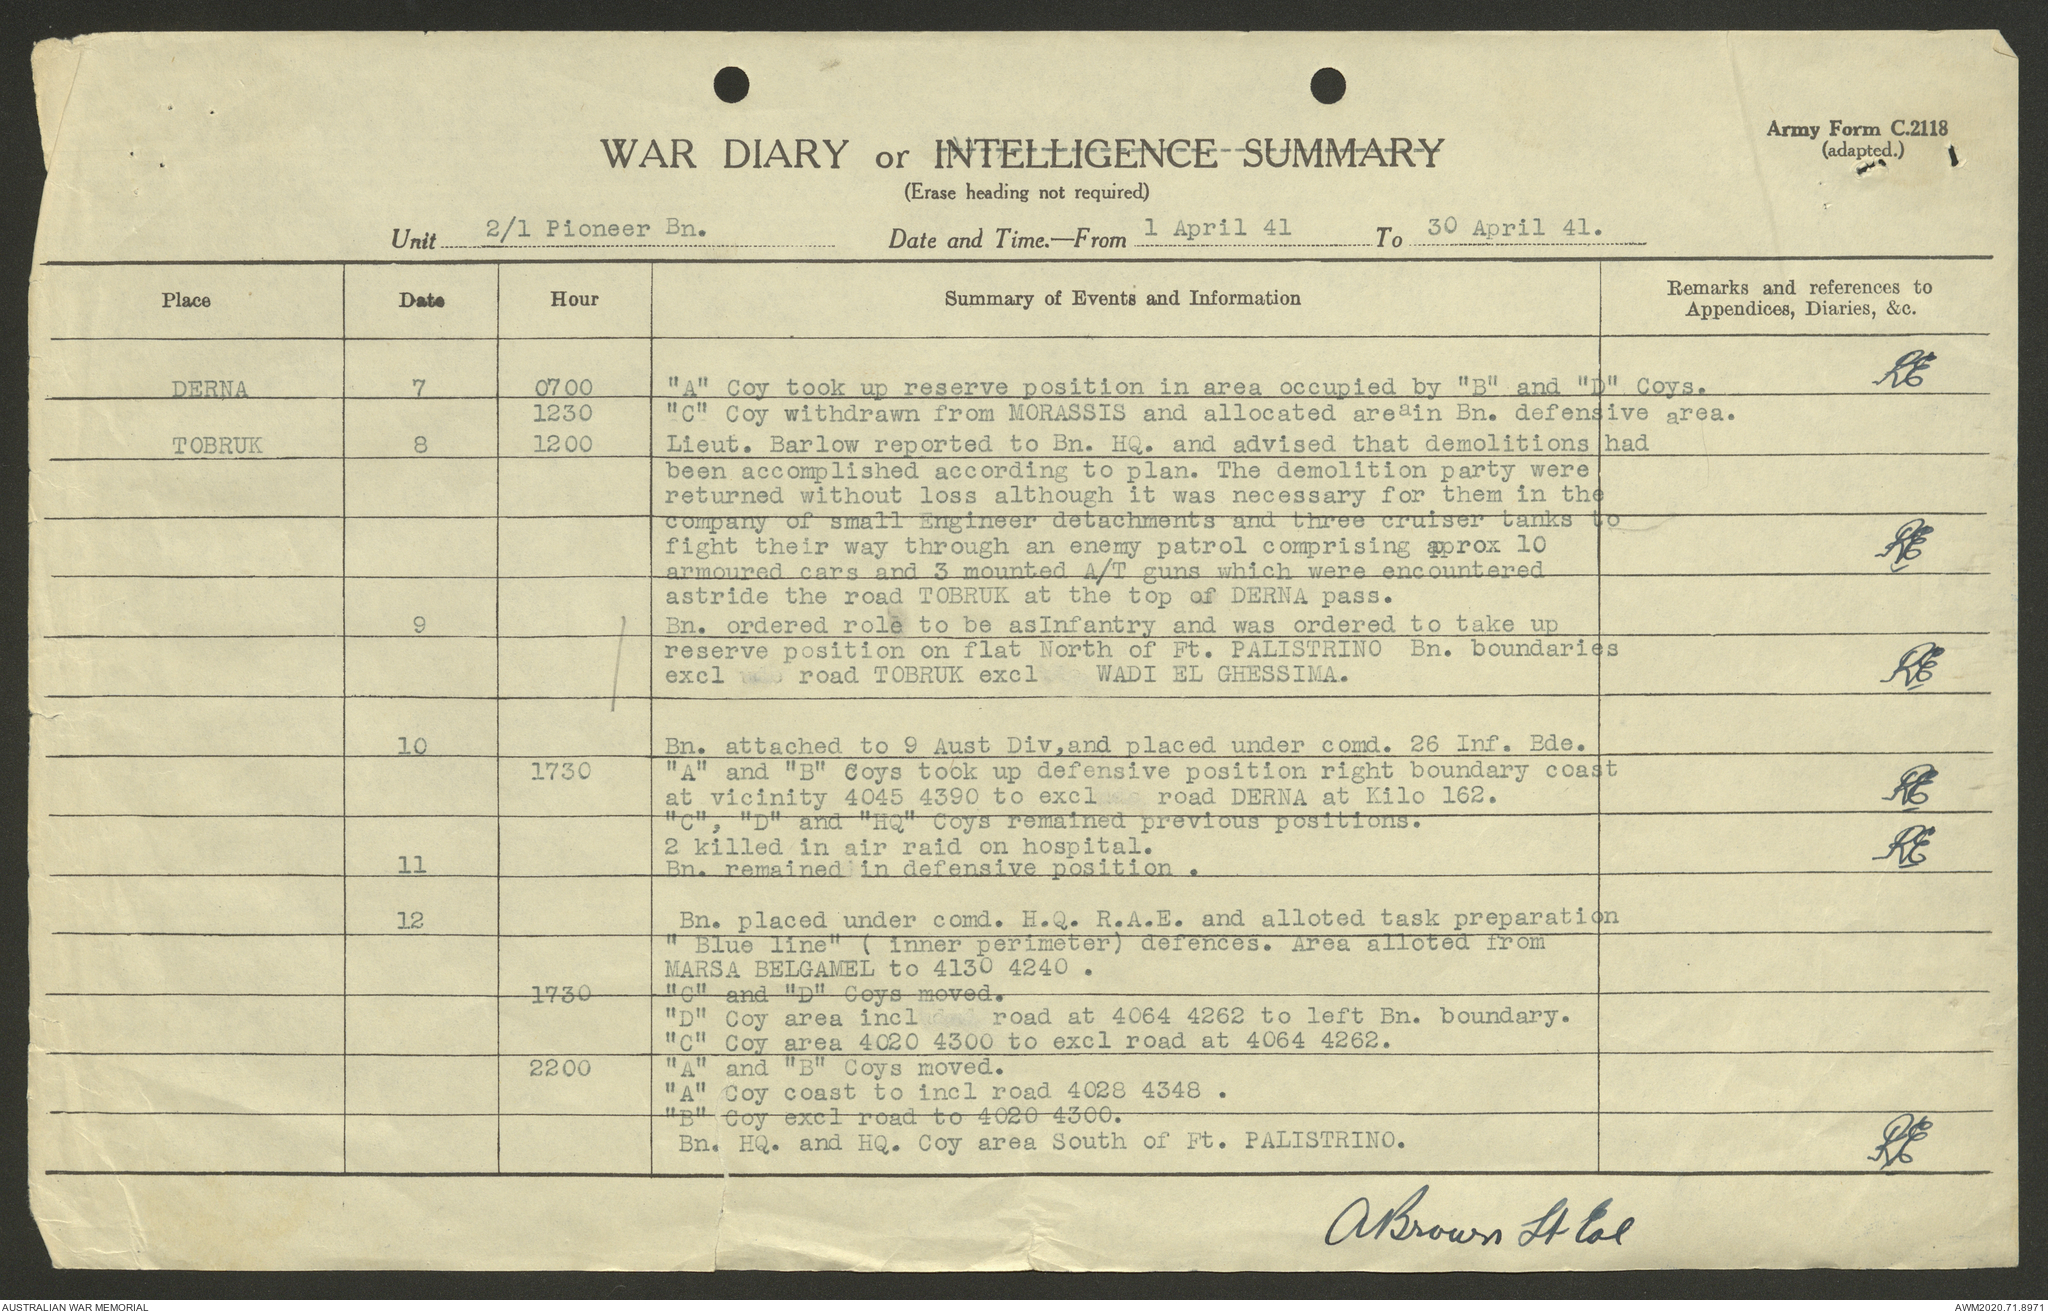 Army Form C.2118
(adapted.)
WAR DIARY or INTELLIGENCE SUMMARY
(Erase heading not required)
Unit 2/1 Pioneer Bn. Date and Time.—From 1 April 41 To 30 April 41.
Place Date Hour Summary of Events and Information Remarks and references to
Appendices, Diaries, &c.
DERNA 7 0700 "A" Coy took up reserve position in area occupied by "B" and "D" Coys. RE
1230 "C" Coy withdrawn from MORASSIS and allocated area in Bn. defensive area.
TOBRUK 8 1200 Lieut. Barlow reported to Bn. HQ. and advised that demolitions had
been accomplished according to plan. The demolition party were
returned without loss although it was necessary for them in the
company of small Engineer detachments and three cruiser tanks to
fight their way through an enemy patrol comprising aprox 10 RE
armoured cars and 3 mounted A/T guns which were encountered
astride the road TOBRUK at the top of DERNA pass.
9 Bn. ordered role to be asInfantry and was ordered to take up
reserve position on flat North of Ft. PALISTRINO Bn. boundaries
excl road TOBRUK excl WADI EL GHESSIMA. RE
10 Bn. attached to 9 Aust Div,and placed under comd. 26 Inf. Bde.
1730 "A" and "B" Coys took up defensive position right boundary coast
at vicinity 4045 4390 to excl road DERNA at Kilo 162. RE
"C", "D" and "HQ" Coys remained previous positions.
2 killed in air raid on hospital. RE
11 Bn. remained in defensive position .
12 Bn. placed under comd. H.Q. R.A.E. and alloted task preparation
" Blue line" ( inner perimeter) defences. Area alloted from
MARSA BELGAMEL to 4130 4240 .
1730 "C" and "D" Coys moved.
"D" Coy area incl road at 4064 4262 to left Bn. boundary.
"C" Coy area 4020 4300 to excl road at 4064 4262.
2200 "A" and "B" Coys moved.
"A" Coy coast to incl road 4028 4348 .
"B" Coy excl road to 4020 4300.
Bn. HQ. and HQ. Coy area South of Ft. PALISTRINO. RE
ABrown Lt Col
AUSTRALIAN WAR MEMORIAL AWM2020.71.8971